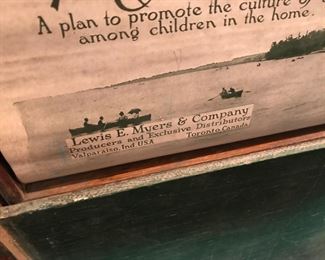 A plan to promote the culture of
among children in the home.
Lewis E. Myers & Company
Producers and Exclusive Distributors
Valparaiso, Ind USA Toronto, Canada